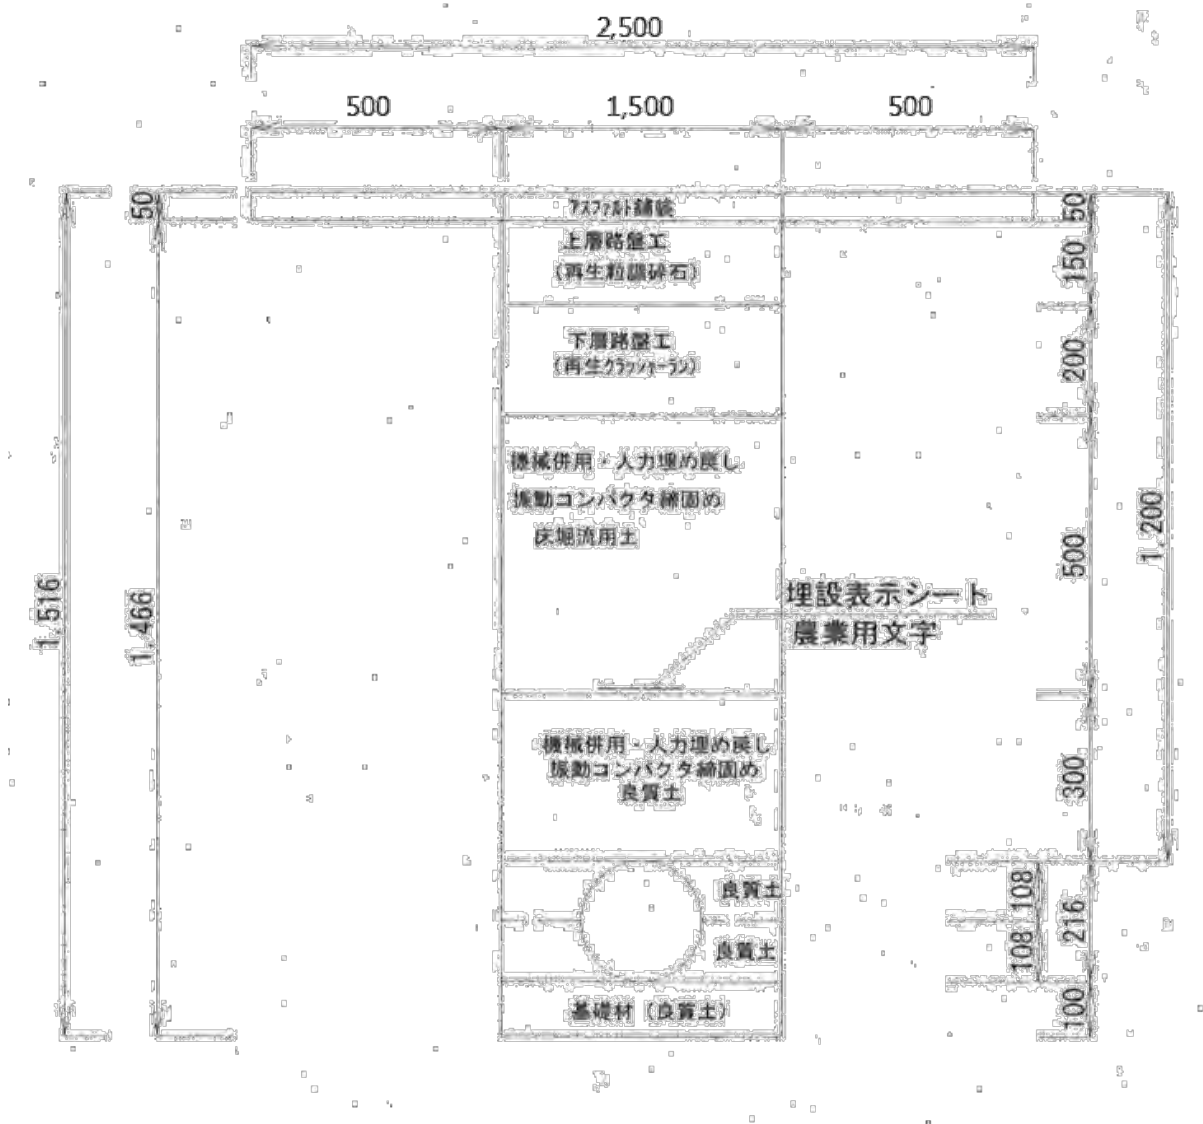 2,500
500
1,500
500
50
アスファルト舗装
50
上層路盤工
(再生粒調砕石)
150
下層路盤工
(再生クラッシャーラン)
200
機械併用・人力埋め戻し
振動コンパクタ締固め
床堀流用土
500
1,200
埋設表示シート
農業用文字
1,516
1,466
機械併用・人力埋め戻し
振動コンパクタ締固め
良質土
300
良質土
108
216
良質土
108
基礎材(良質土)
100